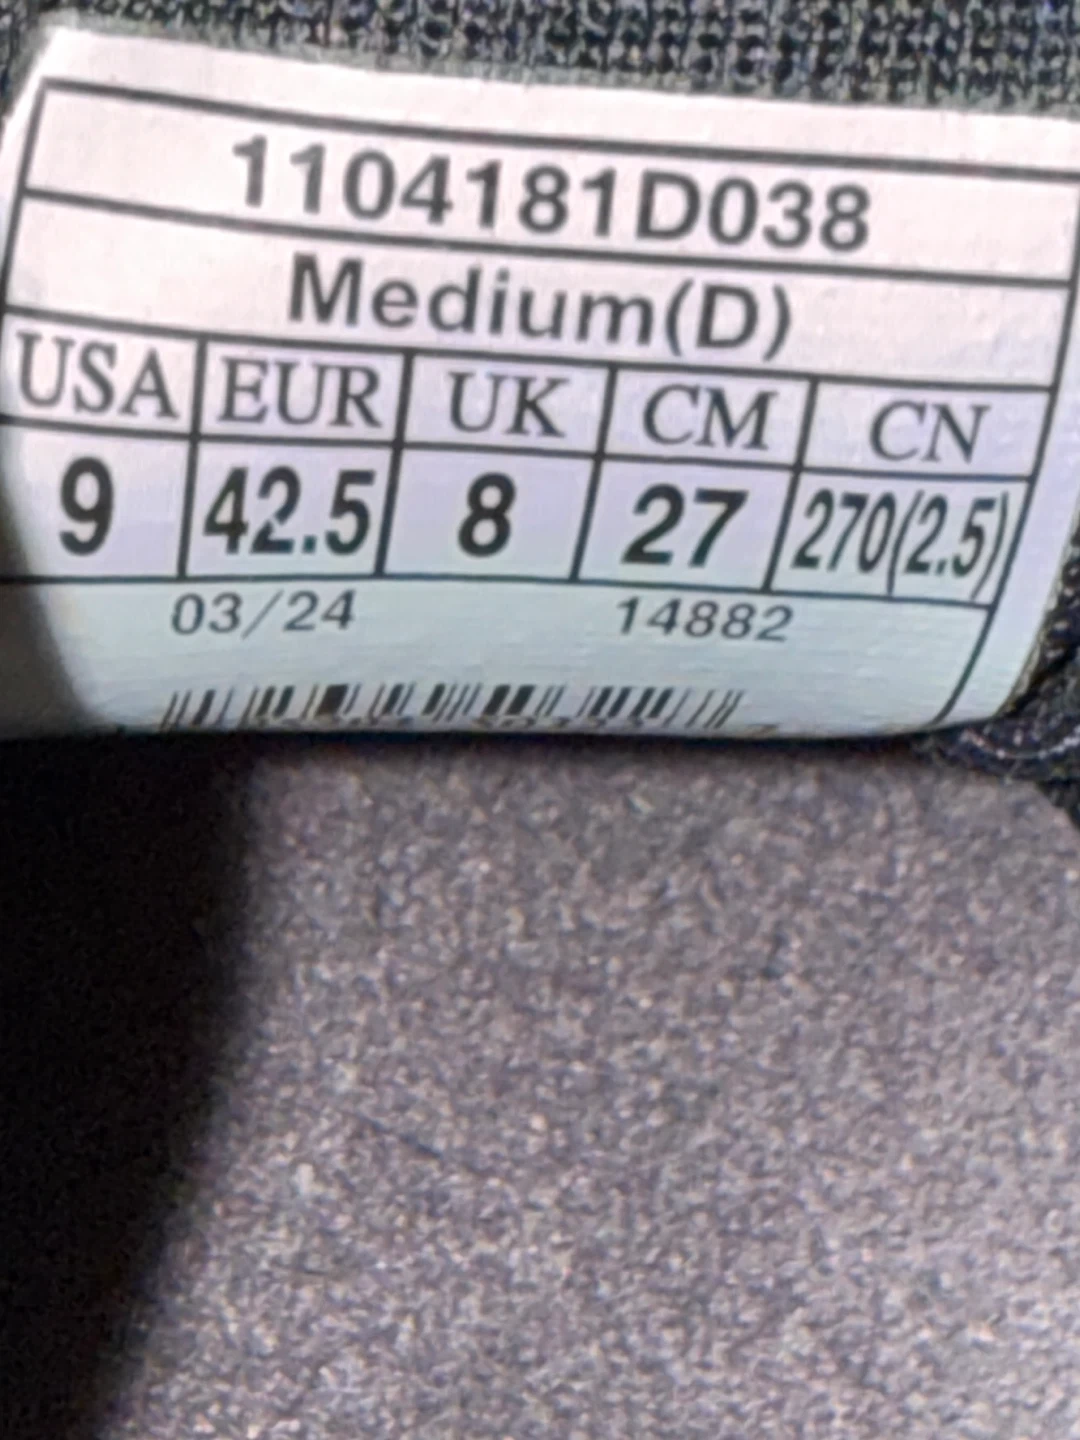 1104181D038
Medium(D)
USA EUR UK CM CN
9 42.5 8 27 270(2.5)
03/24 14882